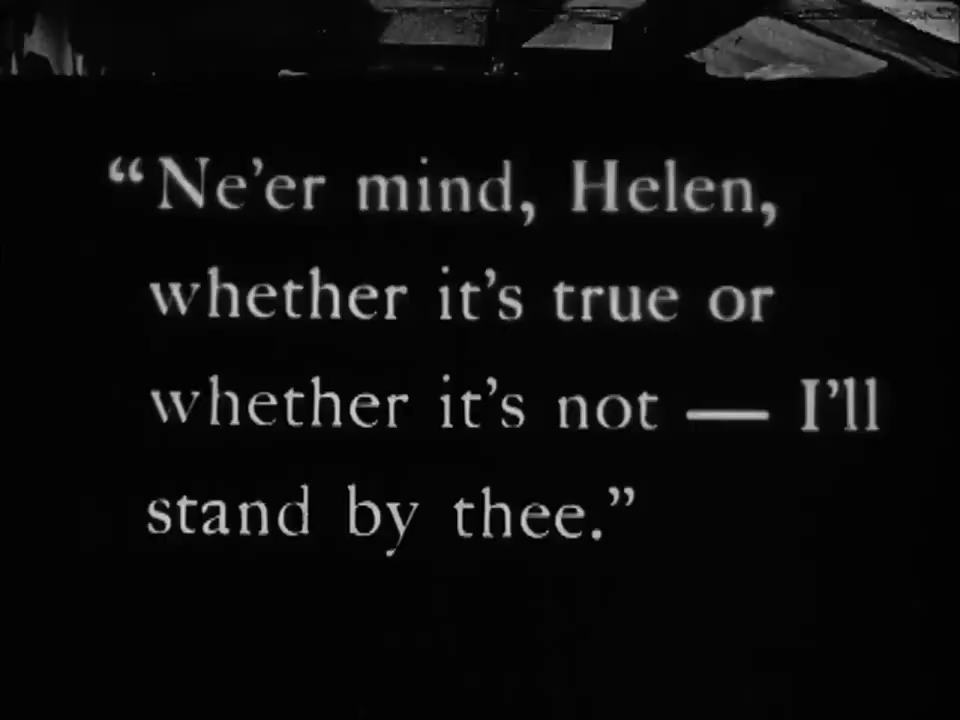 “Ne’er mind, Helen,
whether it’s true or
whether it’s not — I’ll
stand by thee.”